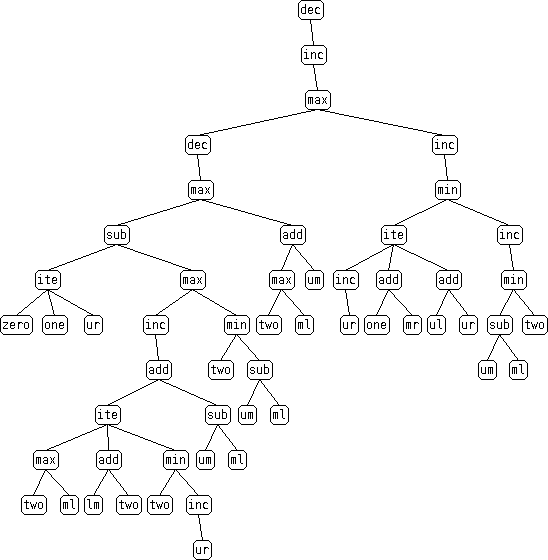 dec
inc
max
dec inc
max min
sub add ite inc
ite max max um inc add add min
zero one ur inc min two ml ur one mr ul ur sub two
add two sub um ml
ite sub um ml
max add min um ml
two ml lm two two inc
ur